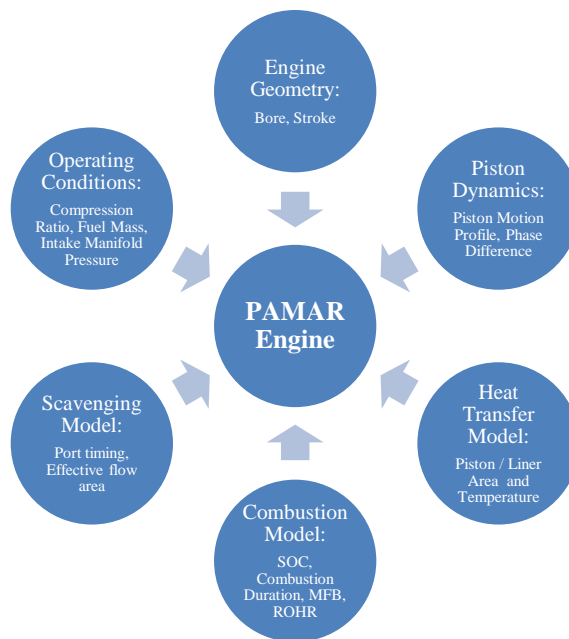 Engine
Geometry:
Bore, Stroke
Operating
Conditions:
Compression
Ratio, Fuel Mass,
Intake Manifold
Pressure
Piston
Dynamics:
Piston Motion
Profile, Phase
Difference
PAMAR
Engine
Scavenging
Model:
Port timing,
Effective flow
area
Heat
Transfer
Model:
Piston / Liner
Area and
Temperature
Combustion
Model:
SOC,
Combustion
Duration, MFB,
ROHR